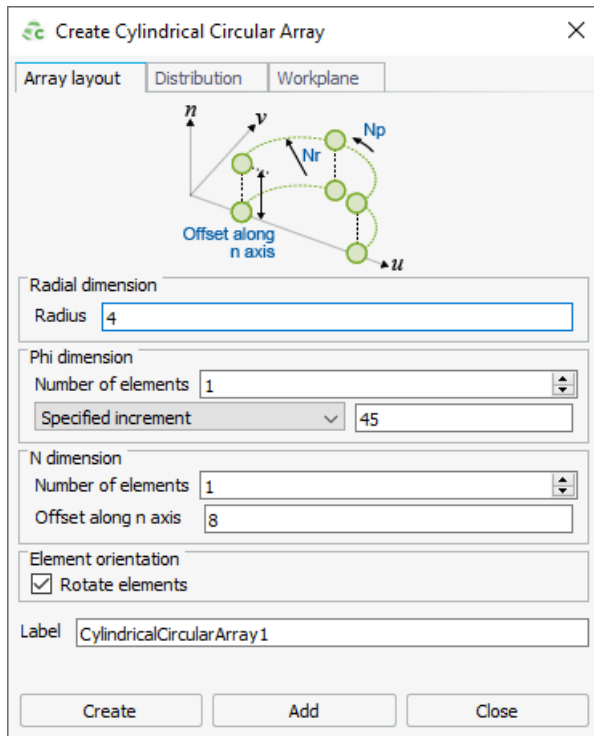 Create Cylindrical Circular Array
Array layout Distribution Workplane
n
v
Np
Nr
Offset along
n axis
u
Radial dimension
Radius 4
Phi dimension
Number of elements 1
Specified increment 45
N dimension
Number of elements 1
Offset along n axis 8
Element orientation
Rotate elements
Label CylindricalCircularArray1
Create Add Close